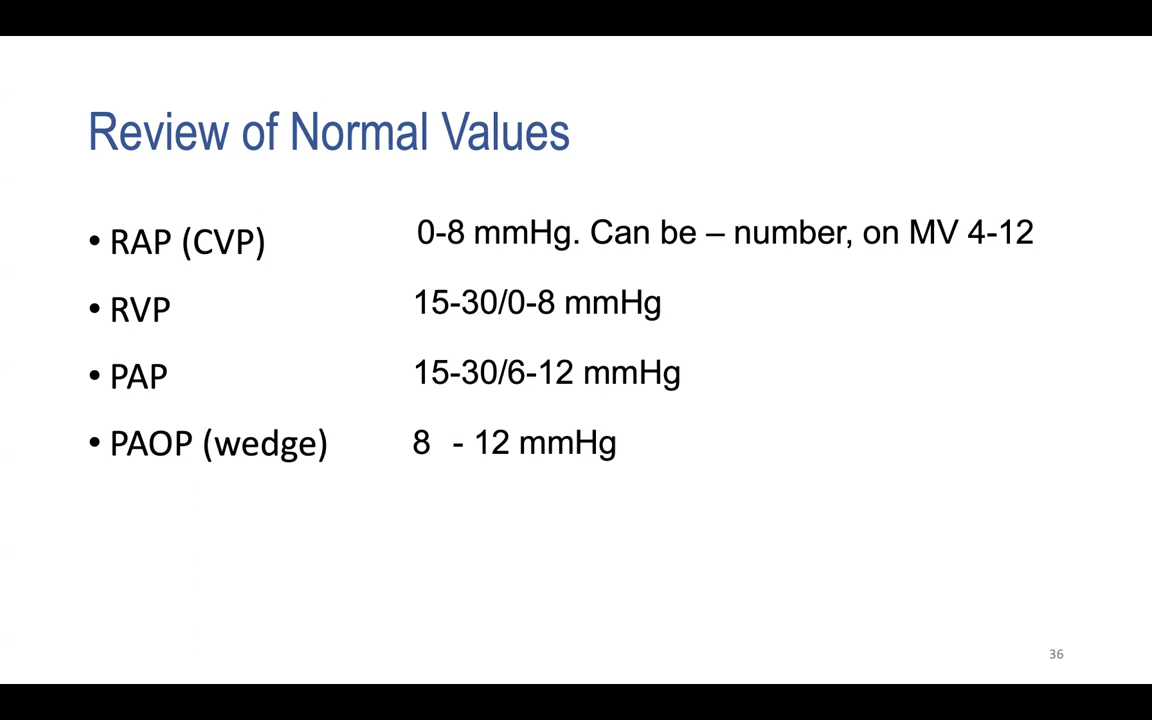 Review of Normal Values
• RAP (CVP) 0-8 mmHg. Can be – number, on MV 4-12
• RVP 15-30/0-8 mmHg
• PAP 15-30/6-12 mmHg
• PAOP (wedge) 8 - 12 mmHg
36